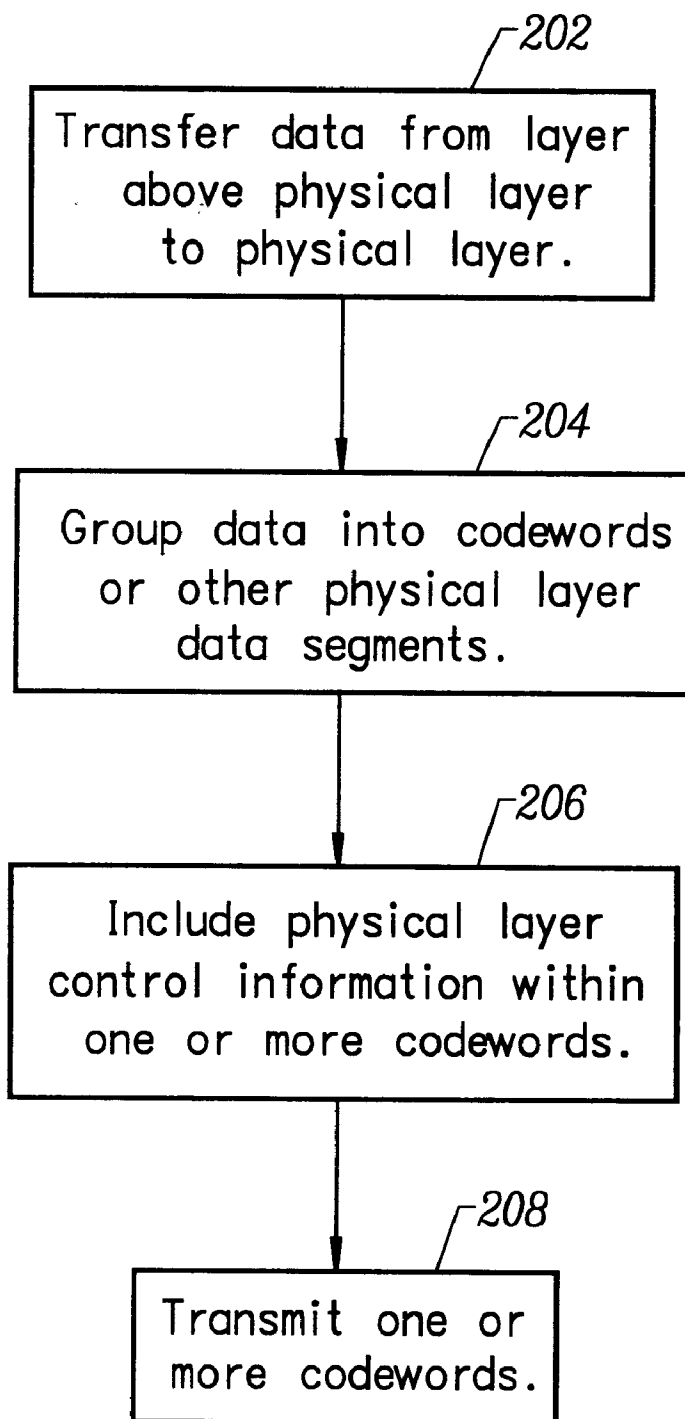 202
Transfer data from layer
above physical layer
to physical layer.
204
Group data into codewords
or other physical layer
data segments.
206
Include physical layer
control information within
one or more codewords.
208
Transmit one or
more codewords.